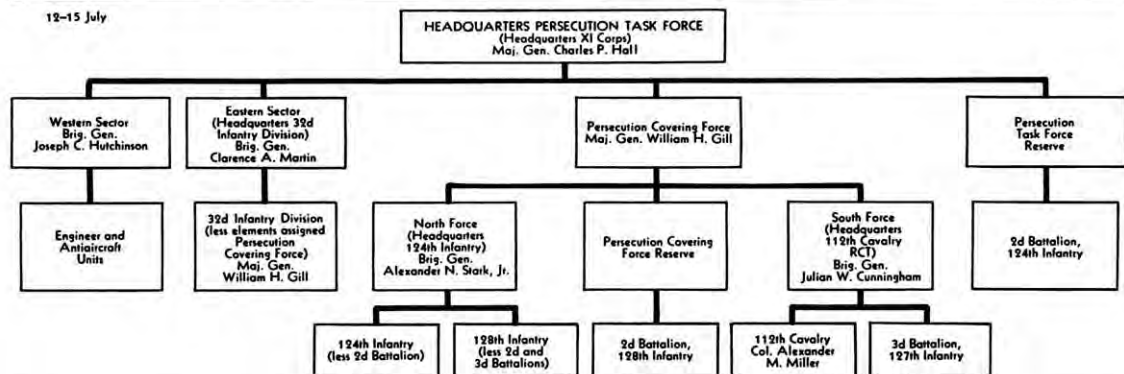 12–15 July
HEADQUARTERS PERSECUTION TASK FORCE
(Headquarters XI Corps)
Maj. Gen. Charles P. Hall
Western Sector
Brig. Gen.
Joseph C. Hutchinson
Eastern Sector
(Headquarters 32d
Infantry Division)
Brig. Gen.
Clarence A. Martin
Persecution Covering Force
Maj. Gen. William H. Gill
Persecution
Task Force
Reserve
Engineer and
Antiaircraft
Units
32d Infantry Division
(less elements assigned
Persecution
Covering Force)
Maj. Gen.
William H. Gill
North Force
(Headquarters
124th Infantry)
Brig. Gen.
Alexander N. Stark, Jr.
Persecution Covering
Force Reserve
South Force
(Headquarters
112th Cavalry
RCT)
Brig. Gen.
Julian W. Cunningham
2d Battalion,
124th Infantry
124th Infantry
(less 2d Battalion)
128th Infantry
(less 2d and
3d Battalions)
2d Battalion,
128th Infantry
112th Cavalry
Col. Alexander
M. Miller
3d Battalion,
127th Infantry